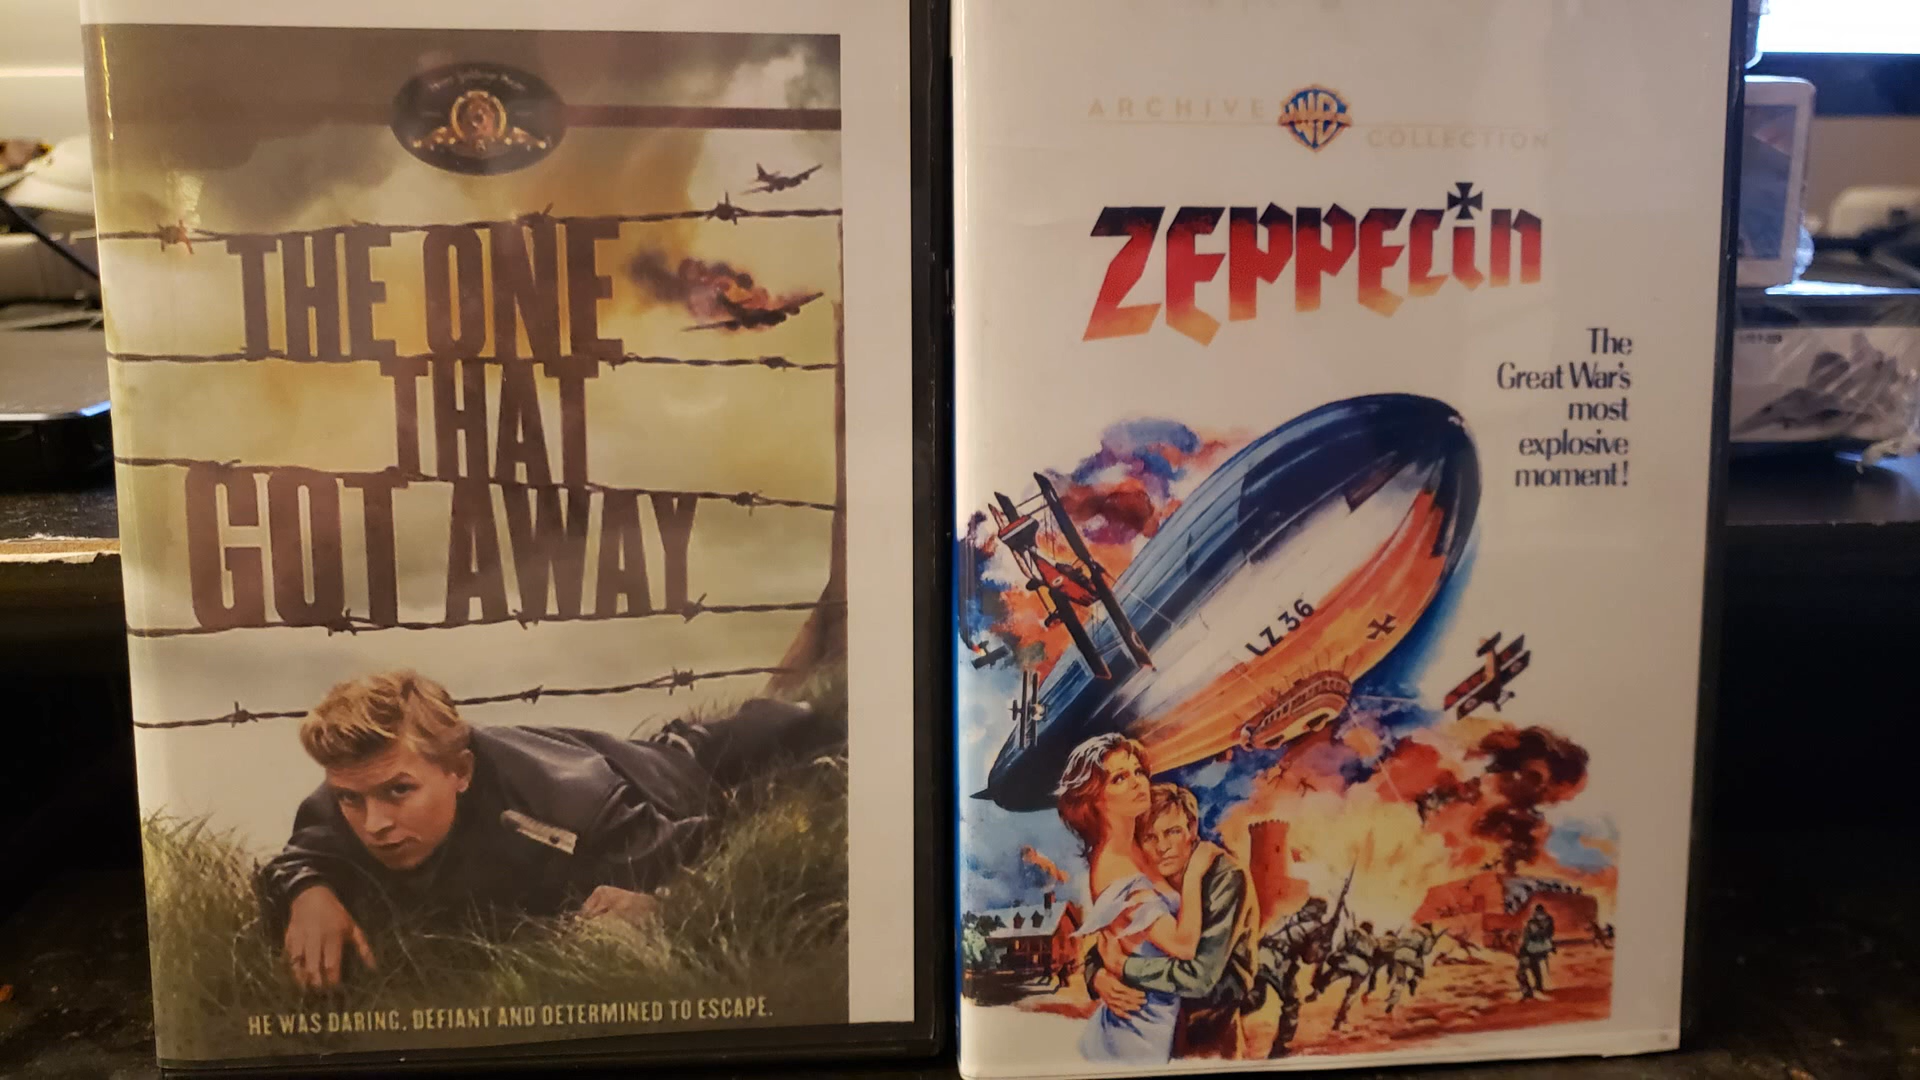 THE ONE
THAT
GOT AWAY
HE WAS DARING, DEFIANT AND DETERMINED TO ESCAPE.
ARCHIVE WB COLLECTION
ZEPPELIN
The
Great War's
most
explosive
moment!
LZ 36